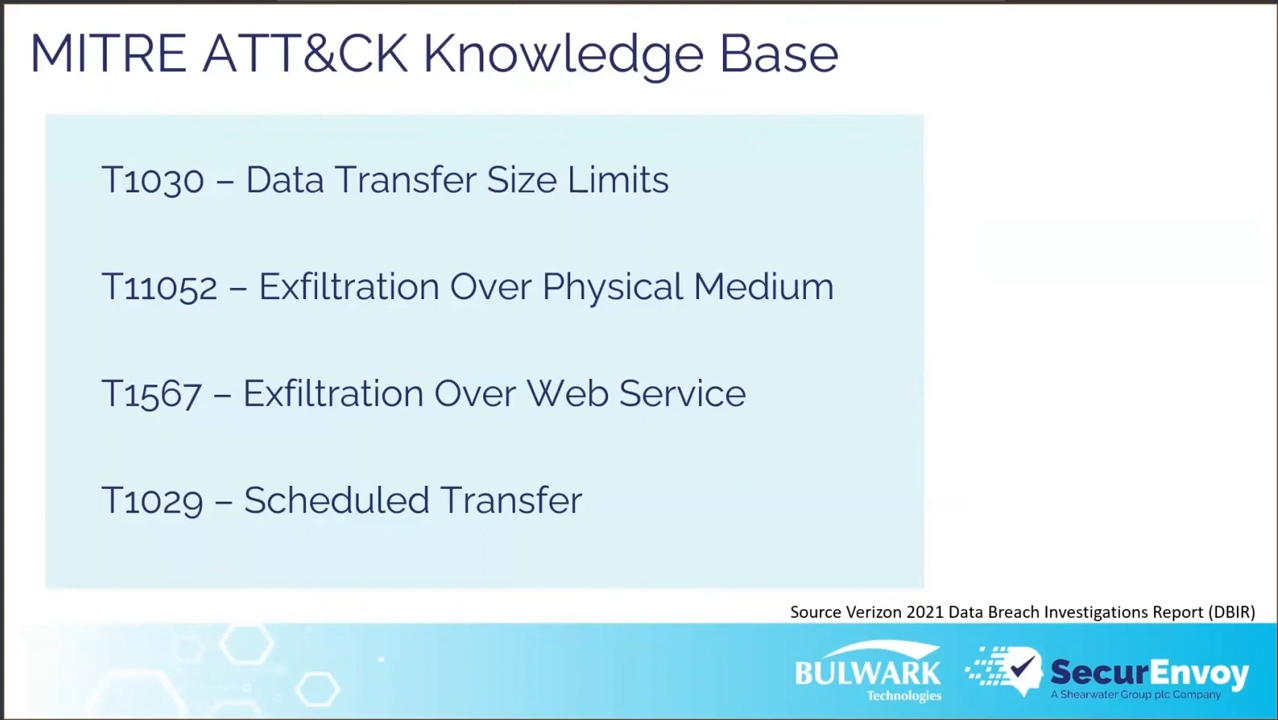 MITRE ATT&CK Knowledge Base
T1030 – Data Transfer Size Limits
T11052 – Exfiltration Over Physical Medium
T1567 – Exfiltration Over Web Service
T1029 – Scheduled Transfer
Source Verizon 2021 Data Breach Investigations Report (DBIR)
BULWARK
Technologies
SecurEnvoy
A Shearwater Group plc Company